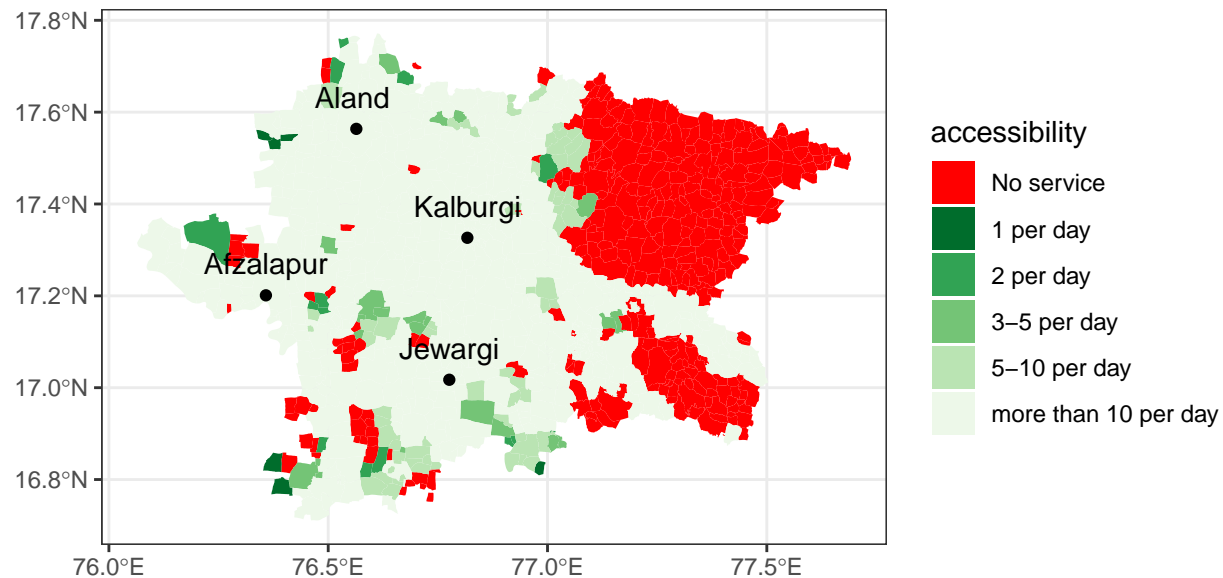 17.8°N
17.6°N
17.4°N
17.2°N
17.0°N
16.8°N
76.0°E
76.5°E
77.0°E
77.5°E
Aland
Kalburgi
Afzalapur
Jewargi
accessibility
No service
1 per day
2 per day
3–5 per day
5–10 per day
more than 10 per day